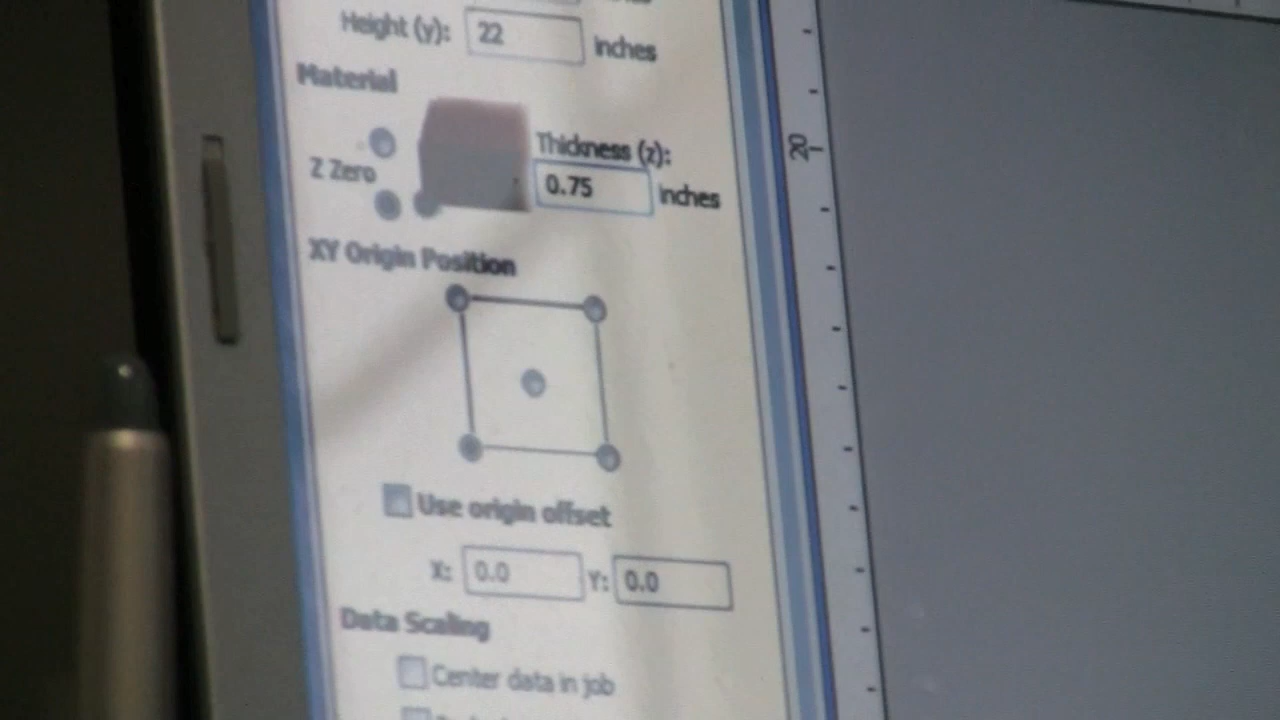 Height (y): 22 inches
Material
Thickness (z):
Z Zero 0.75 inches
XY Origin Position
Use origin offset
X: 0.0 Y: 0.0
Data Scaling
Center data in job
20